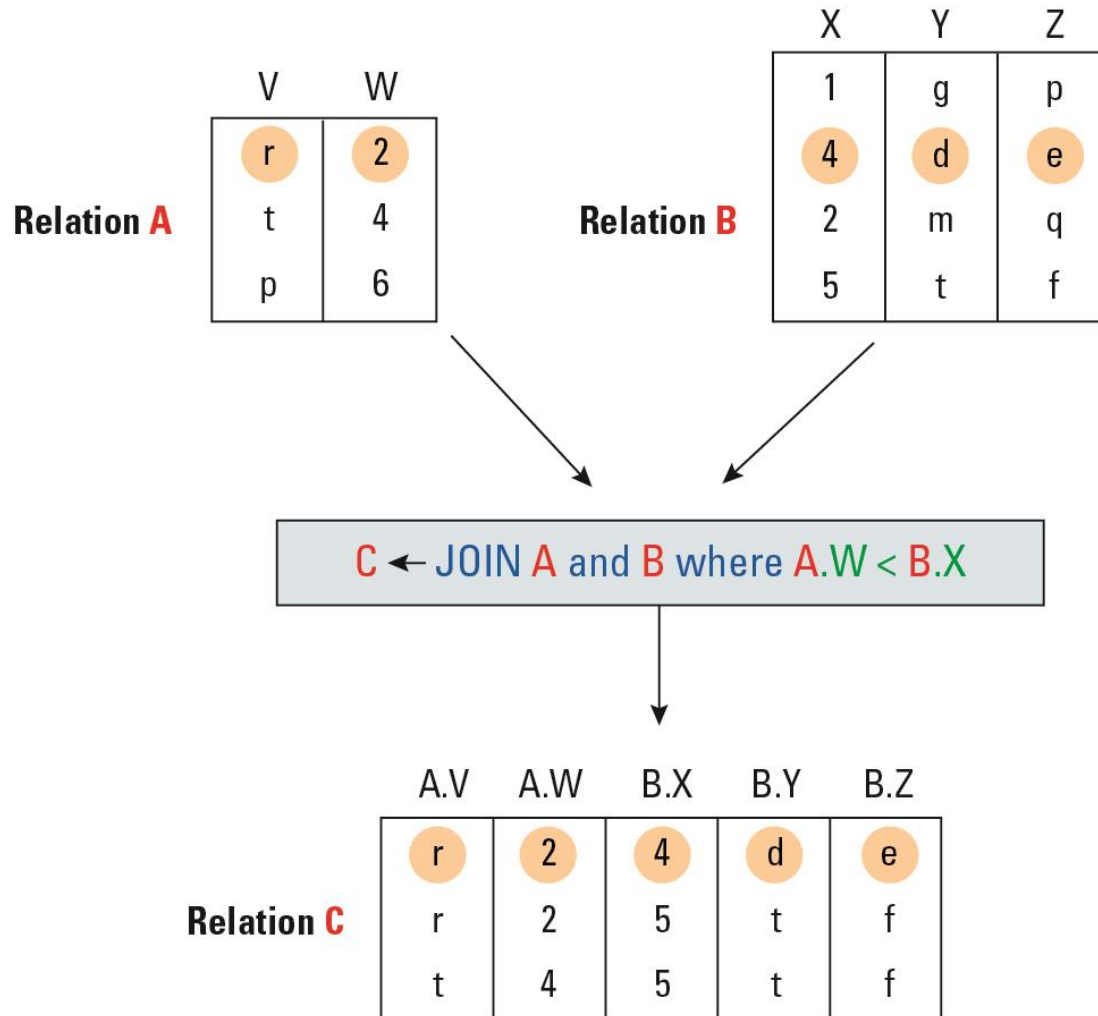 V W
r 2
Relation A
t 4
p 6
X Y Z
1 g p
4 d e
Relation B
2 m q
5 t f
C ← JOIN A and B where A.W < B.X
A.V A.W B.X B.Y B.Z
r 2 4 d e
Relation C
r 2 5 t f
t 4 5 t f